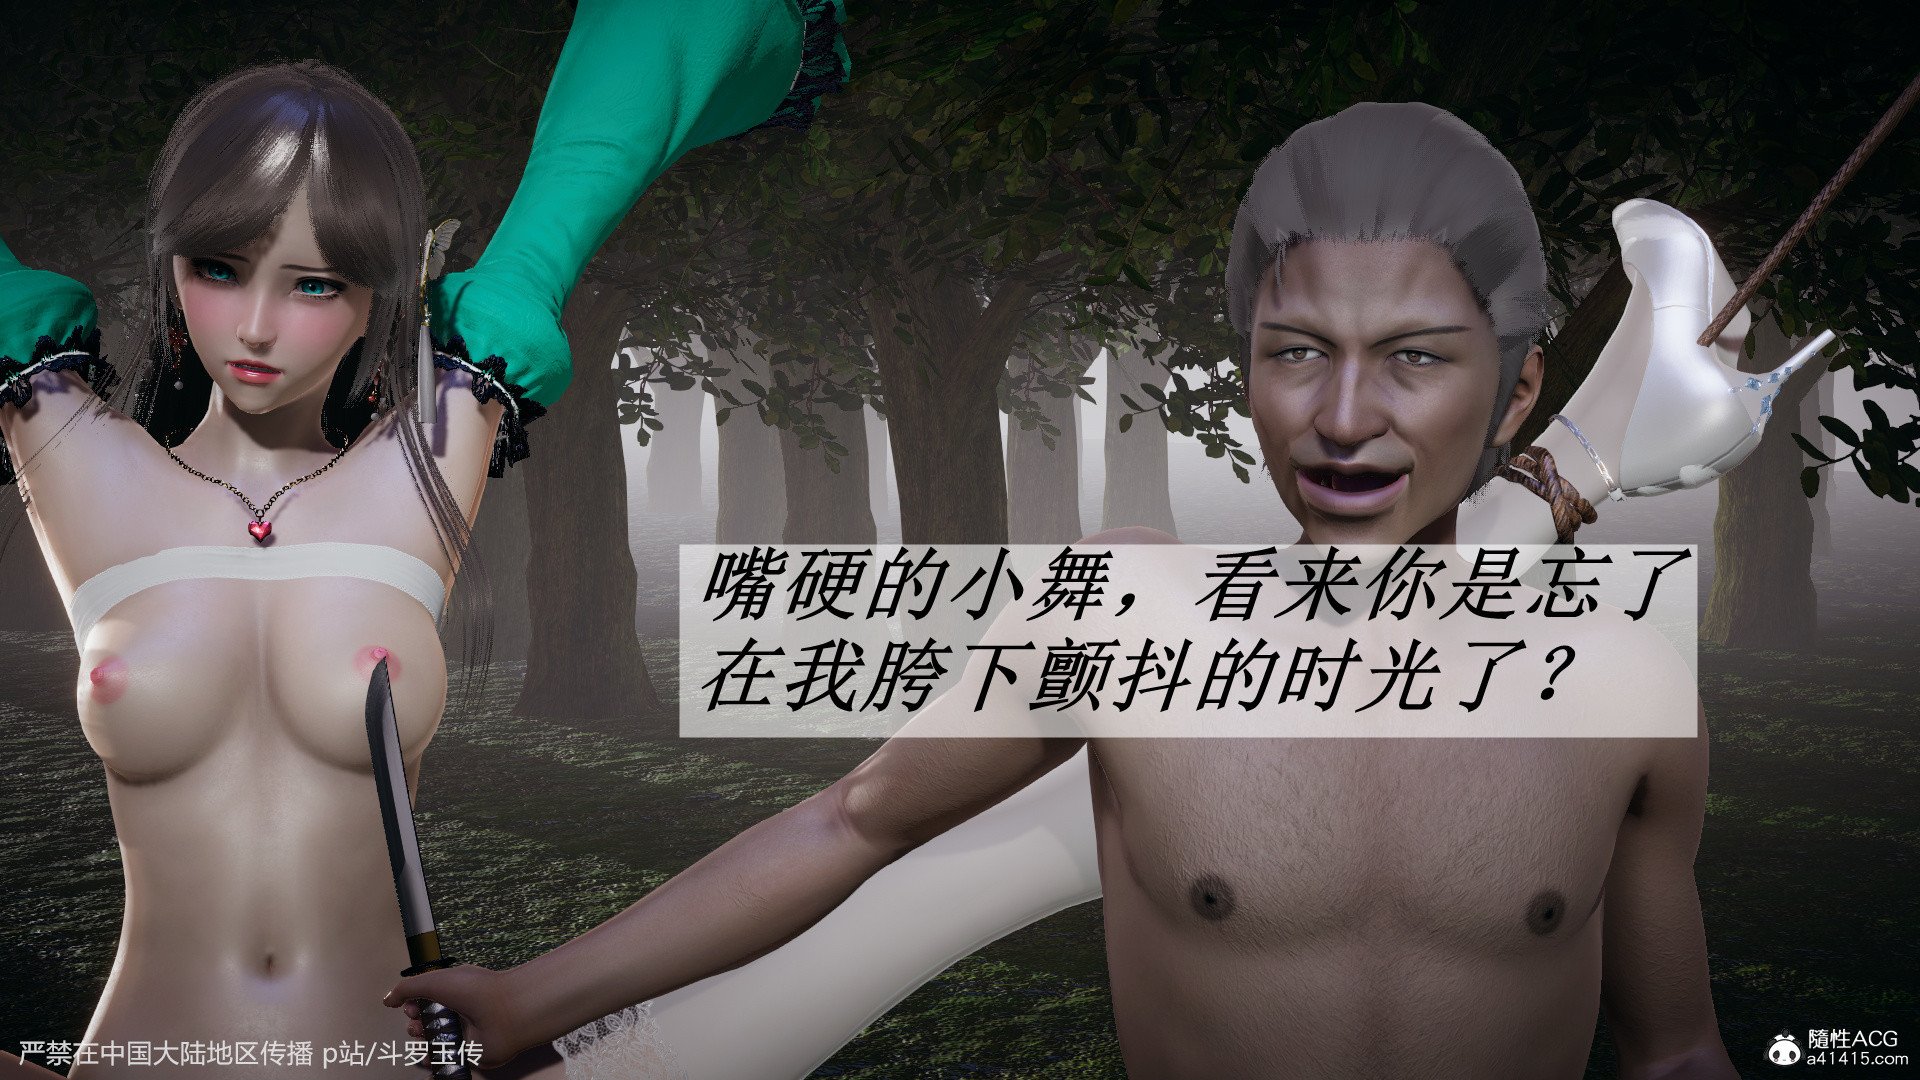 嘴硬的小舞，看来你是忘了
在我胯下颤抖的时光了？
严禁在中国大陆地区传播 p站/斗罗玉传
隨性ACG
a41415.com